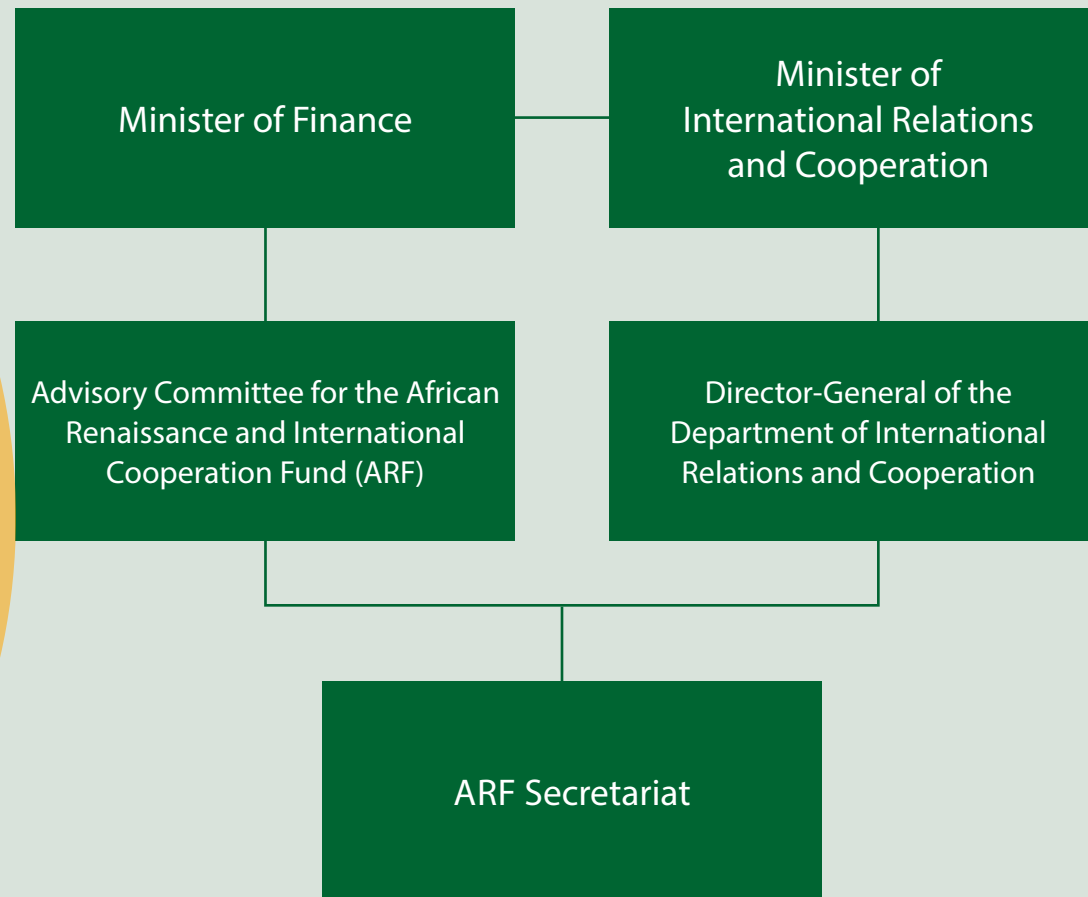 Minister of Finance
Minister of
International Relations
and Cooperation
Advisory Committee for the African
Renaissance and International
Cooperation Fund (ARF)
Director-General of the
Department of International
Relations and Cooperation
ARF Secretariat